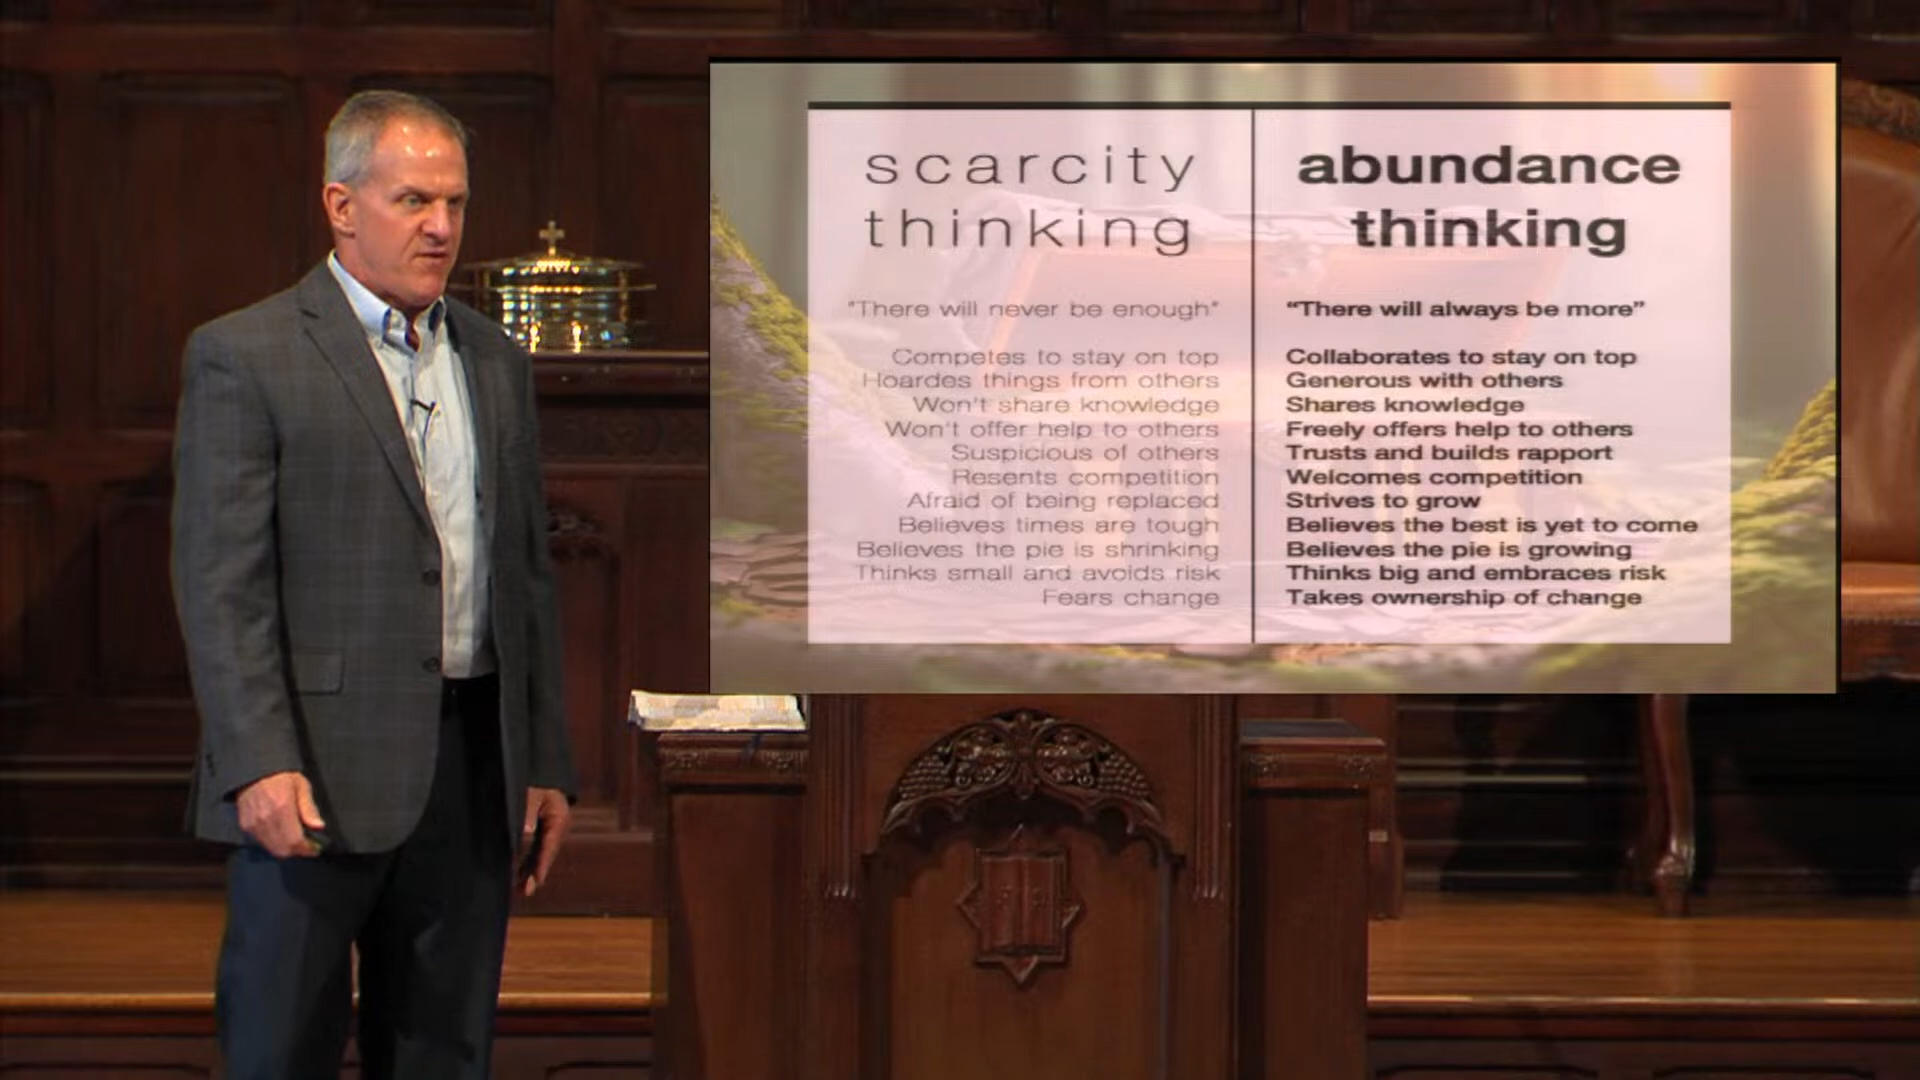 scarcity
thinking
"There will never be enough"
Competes to stay on top
Hoardes things from others
Won't share knowledge
Won't offer help to others
Suspicious of others
Resents competition
Afraid of being replaced
Believes times are tough
Believes the pie is shrinking
Thinks small and avoids risk
Fears change
abundance
thinking
“There will always be more”
Collaborates to stay on top
Generous with others
Shares knowledge
Freely offers help to others
Trusts and builds rapport
Welcomes competition
Strives to grow
Believes the best is yet to come
Believes the pie is growing
Thinks big and embraces risk
Takes ownership of change